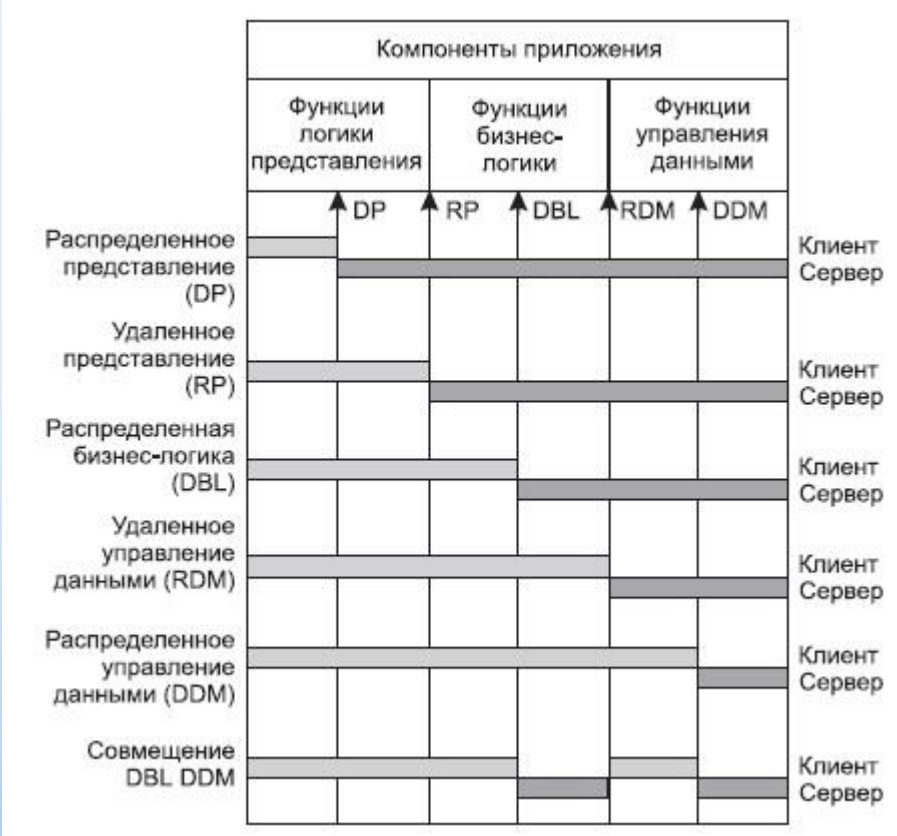 Компоненты приложения
Функции
логики
представления
Функции
бизнес-
логики
Функции
управления
данными
DP
RP
DBL
RDM
DDM
Распределенное
представление
(DP)
Клиент
Сервер
Удаленное
представление
(RP)
Клиент
Сервер
Распределенная
бизнес-логика
(DBL)
Клиент
Сервер
Удаленное
управление
данными (RDM)
Клиент
Сервер
Распределенное
управление
данными (DDM)
Клиент
Сервер
Совмещение
DBL DDM
Клиент
Сервер